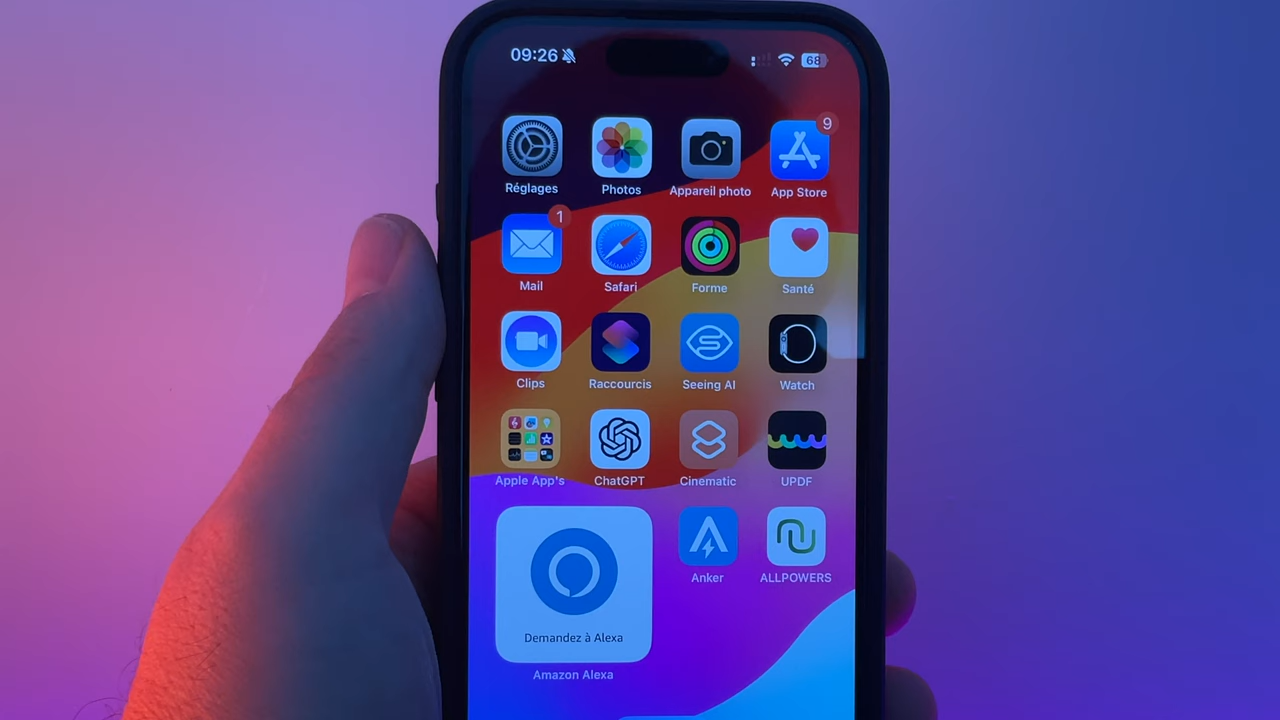 09:26
68
9
Réglages
Photos
Appareil photo
App Store
1
Mail
Safari
Forme
Santé
Clips
Raccourcis
Seeing AI
Watch
Apple App's
ChatGPT
Cinematic
UPDF
Demandez à Alexa
Amazon Alexa
Anker
ALLPOWERS